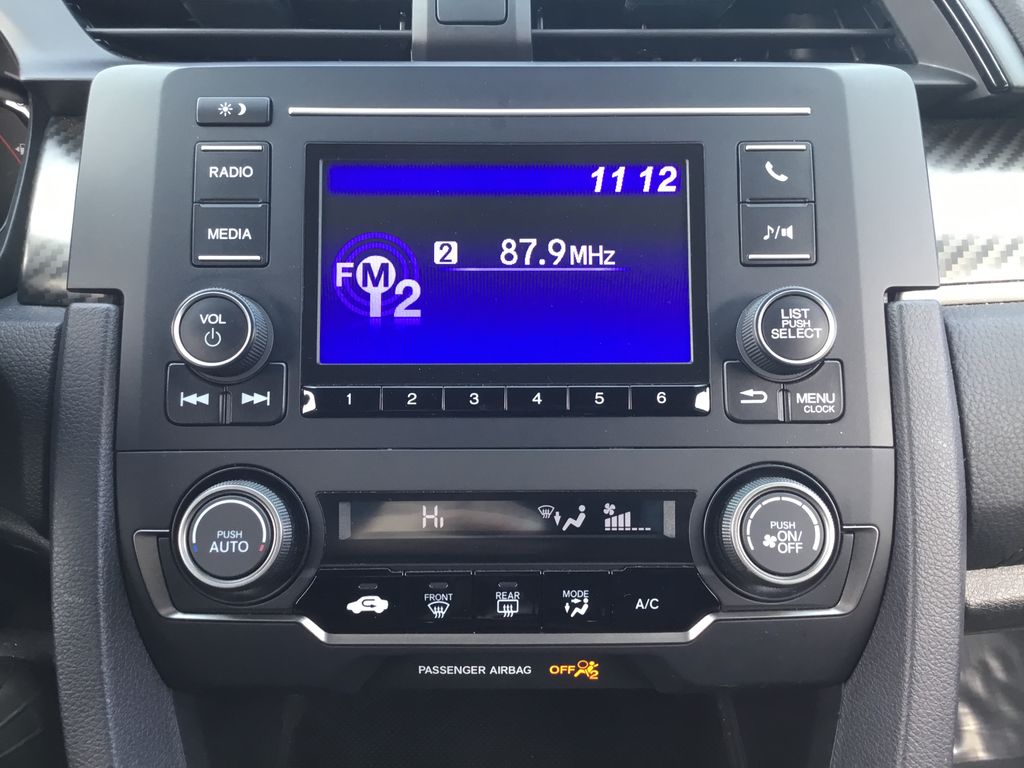 RADIO
MEDIA
11 12
FM
2
2 87.9 MHz
VOL
LIST
PUSH
SELECT
1 2 3 4 5 6
MENU
CLOCK
PUSH
AUTO
Hi
PUSH
ON/
OFF
FRONT
REAR
MODE
A/C
PASSENGER AIRBAG OFF
2